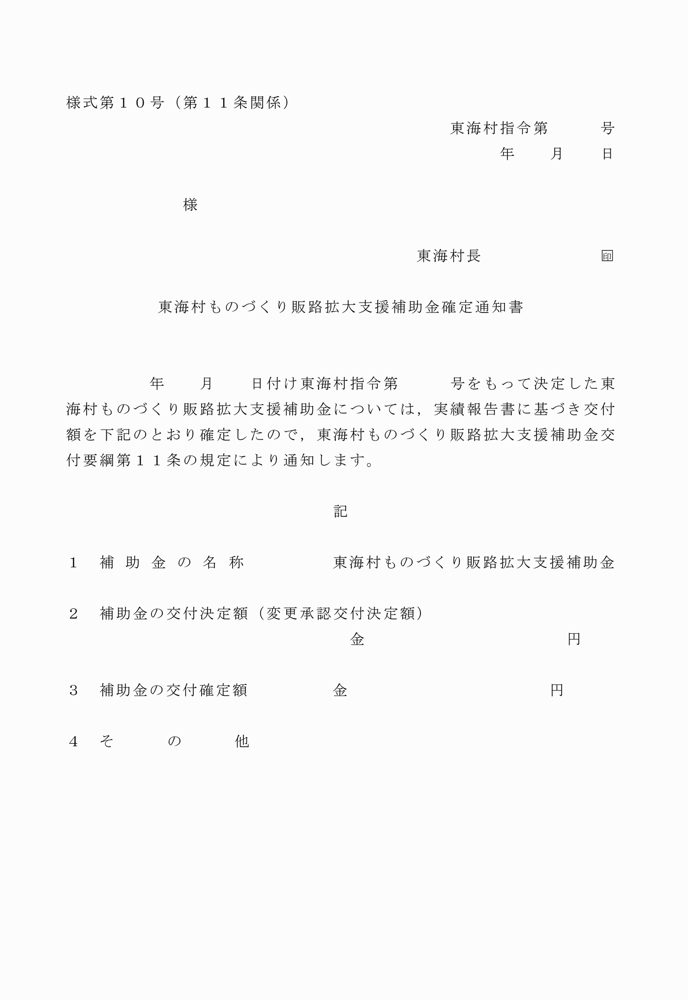 様式第１０号（第１１条関係）
東海村指令第　　　号
年　　月　　日
様
東海村長　　　　　　　㊞
東海村ものづくり販路拡大支援補助金確定通知書
年　　月　　日付け東海村指令第　　　号をもって決定した東
海村ものづくり販路拡大支援補助金については，実績報告書に基づき交付
額を下記のとおり確定したので，東海村ものづくり販路拡大支援補助金交
付要綱第１１条の規定により通知します。
記
１　補助金の名称　　　　　東海村ものづくり販路拡大支援補助金
２　補助金の交付決定額（変更承認交付決定額）
金　　　　　　　　　　　　円
３　補助金の交付確定額　　　　　金　　　　　　　　　　　　円
４　そ　　　の　　　他